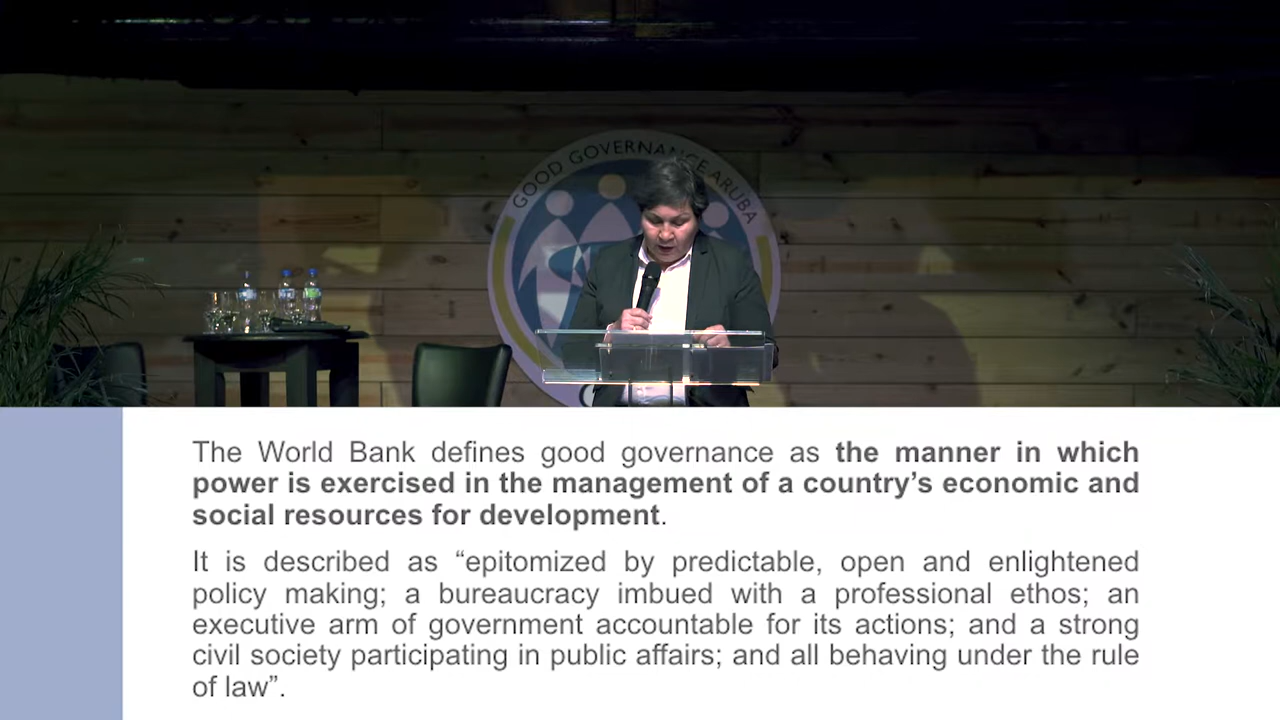 GOOD GOVERNANCE ARUBA
The World Bank defines good governance as the manner in which
power is exercised in the management of a country’s economic and
social resources for development.
It is described as “epitomized by predictable, open and enlightened
policy making; a bureaucracy imbued with a professional ethos; an
executive arm of government accountable for its actions; and a strong
civil society participating in public affairs; and all behaving under the rule
of law”.